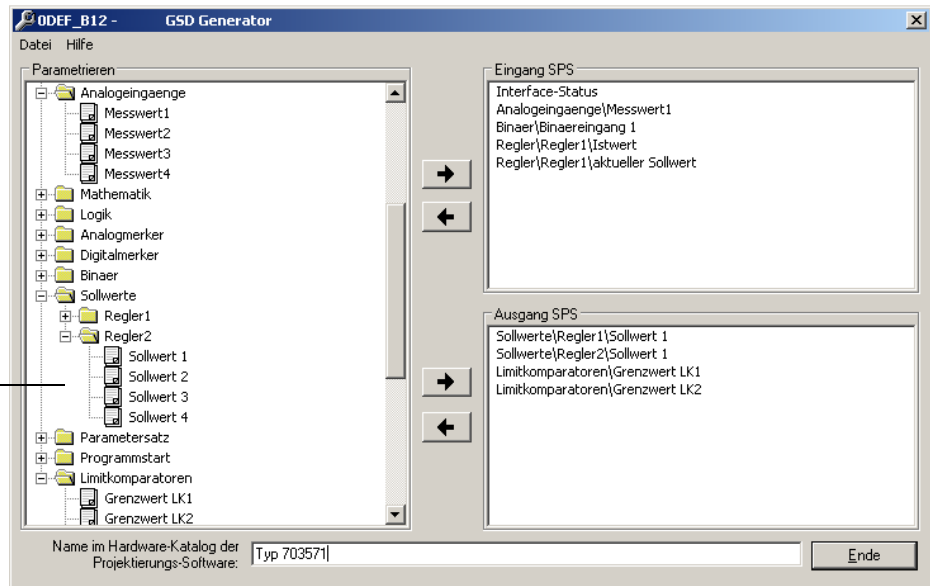 0DEF_B12 - GSD Generator
Datei Hilfe
Parametrieren
Analogeingaenge
Messwert1
Messwert2
Messwert3
Messwert4
Mathematik
Logik
Analogmerker
Digitalmerker
Binaer
Sollwerte
Regler1
Regler2
Sollwert 1
Sollwert 2
Sollwert 3
Sollwert 4
Parametersatz
Programmstart
Limitkomparatoren
Grenzwert LK1
Grenzwert LK2
Eingang SPS
Interface-Status
Analogeingaenge\Messwert1
Binaer\Binaereingang 1
Regler\Regler1\Istwert
Regler\Regler1\aktueller Sollwert
Ausgang SPS
Sollwerte\Regler1\Sollwert 1
Sollwerte\Regler2\Sollwert 1
Limitkomparatoren\Grenzwert LK1
Limitkomparatoren\Grenzwert LK2
Name im Hardware-Katalog der
Projektierungs-Software:
Typ 703571
Ende